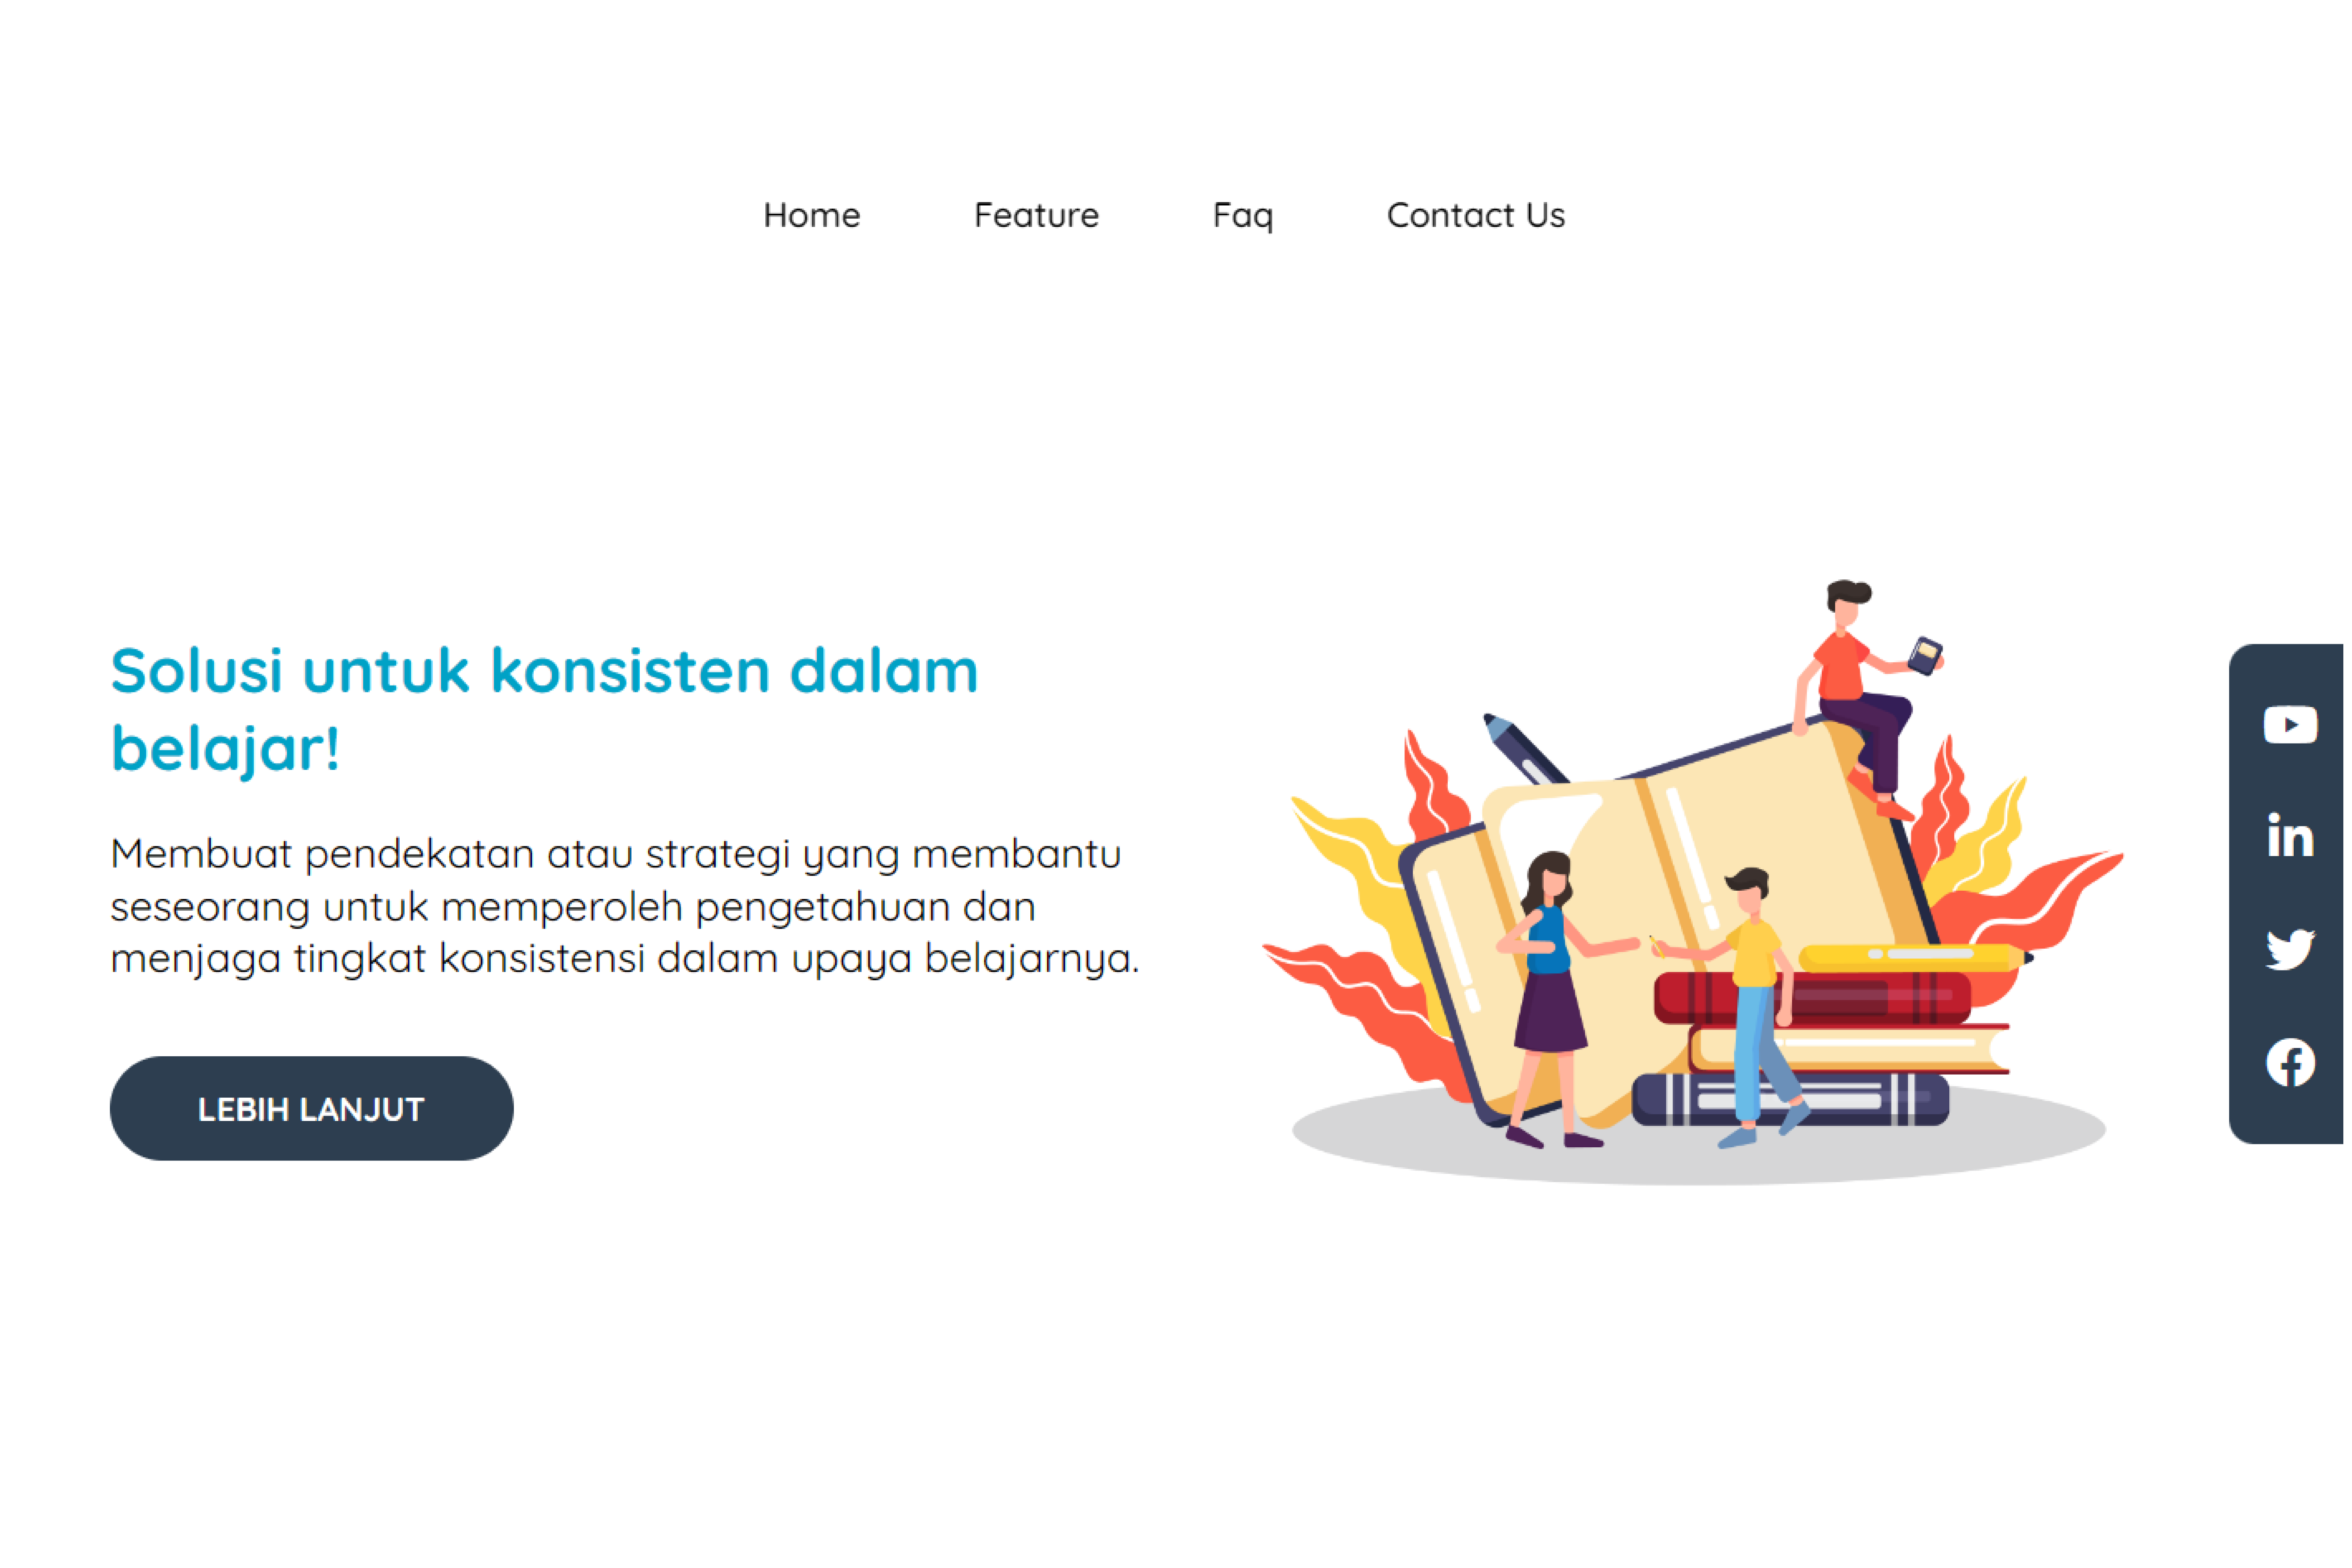 Home Feature Faq Contact Us
Solusi untuk konsisten dalam
belajar!
Membuat pendekatan atau strategi yang membantu
seseorang untuk memperoleh pengetahuan dan
menjaga tingkat konsistensi dalam upaya belajarnya.
LEBIH LANJUT
in